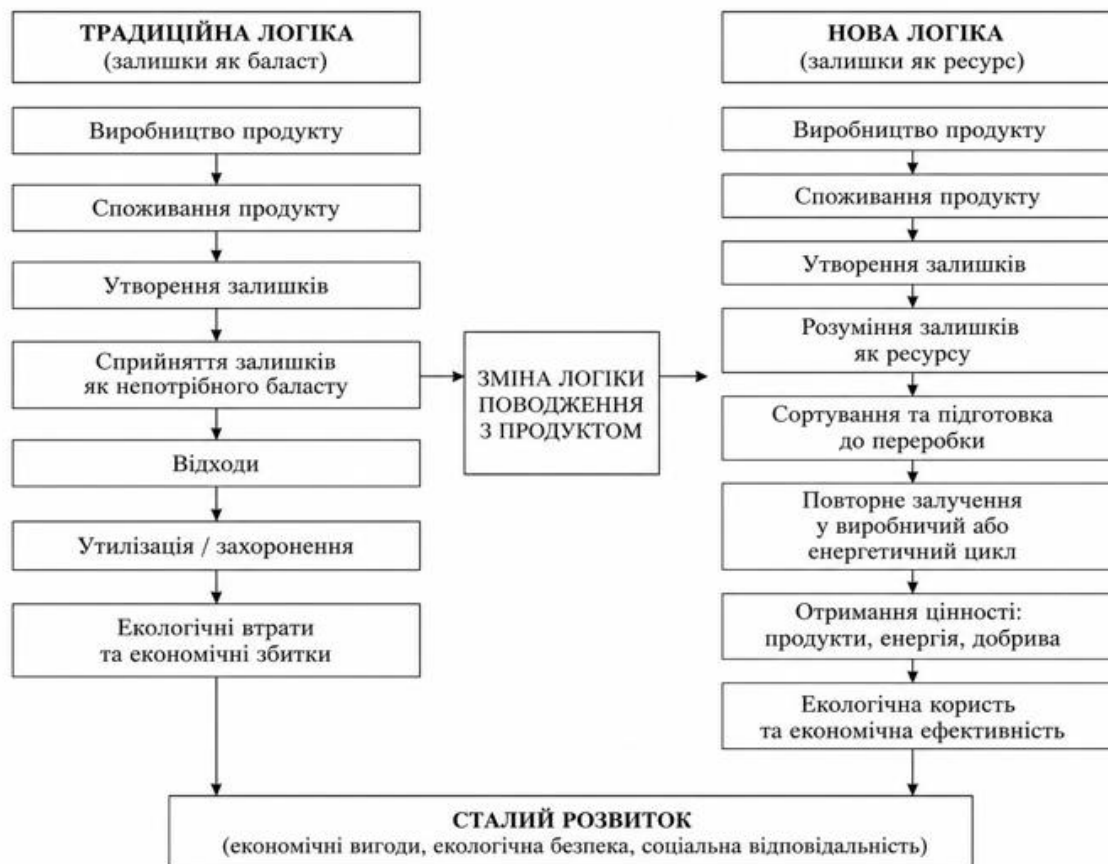 ТРАДИЦІЙНА ЛОГІКА
(залишки як баласт)
Виробництво продукту
Споживання продукту
Утворення залишків
Сприйняття залишків
як непотрібного баласту
Відходи
Утилізація / захоронення
Екологічні втрати
та економічні збитки
ЗМІНА ЛОГІКИ
ПОВОДЖЕННЯ
З ПРОДУКТОМ
НОВА ЛОГІКА
(залишки як ресурс)
Виробництво продукту
Споживання продукту
Утворення залишків
Розуміння залишків
як ресурсу
Сортування та підготовка
до переробки
Повторне залучення
у виробничий або
енергетичний цикл
Отримання цінності:
продукти, енергія, добрива
Екологічна користь
та економічна ефективність
СТАЛИЙ РОЗВИТОК
(економічні вигоди, екологічна безпека, соціальна відповідальність)